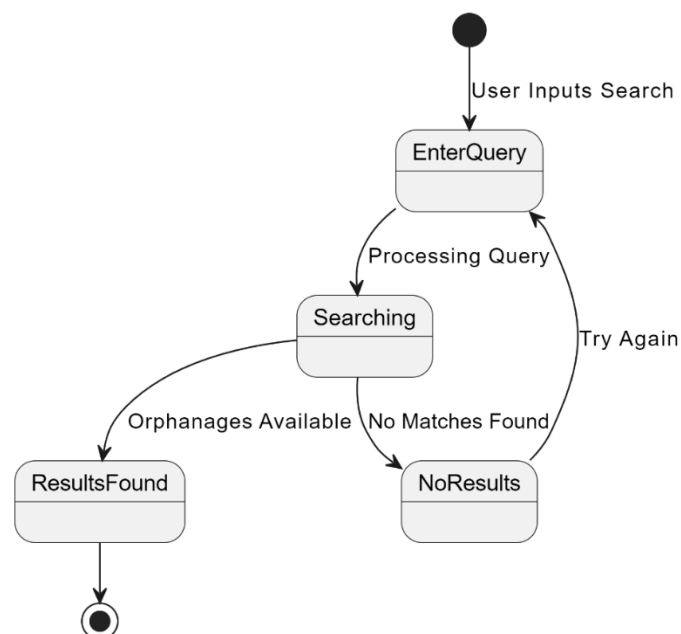 User Inputs Search
EnterQuery
Processing Query
Searching
Try Again
Orphanages Available
No Matches Found
ResultsFound
NoResults